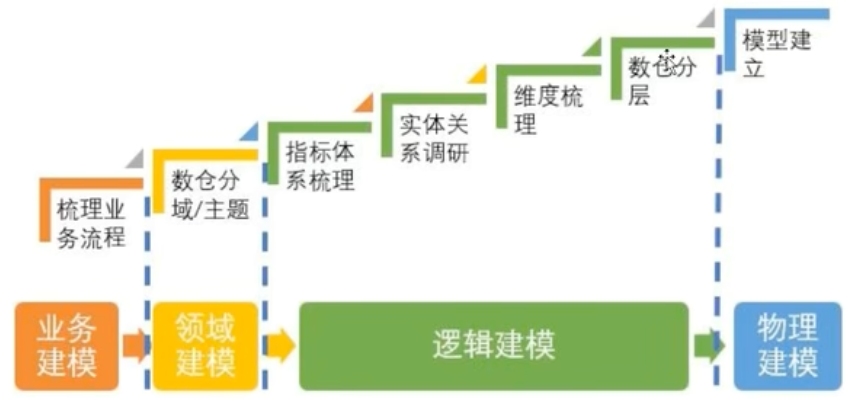 梳理业
务流程
数仓分
域/主题
指标体
系梳理
实体关
系调研
维度梳
理
数仓分
层
模型建
立
业务
建模
领域
建模
逻辑建模
物理
建模